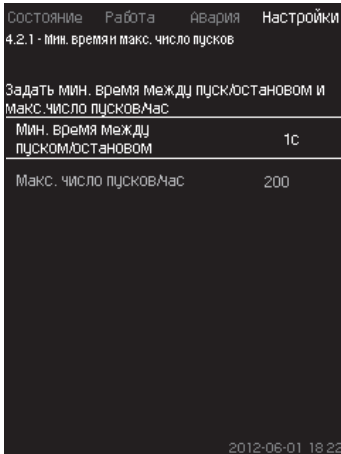 Состояние Работа Авария Настройки
4.2.1 - Мин. время и макс. число пусков
Задать мин. время между пуск/остановом и
макс.число пусков/час
Мин. время между
пуском/остановом
1с
Макс. число пусков/час 200
2012-06-01 18:22